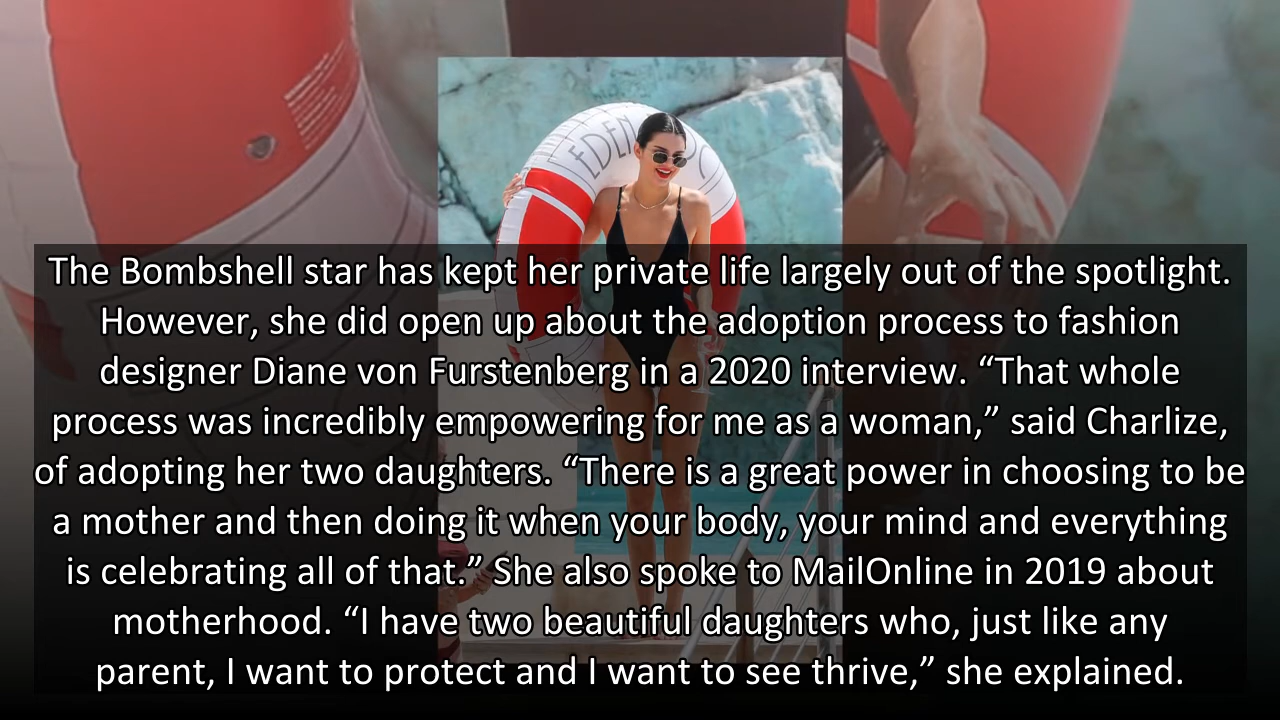 EDEN
The Bombshell star has kept her private life largely out of the spotlight.
However, she did open up about the adoption process to fashion
designer Diane von Furstenberg in a 2020 interview. “That whole
process was incredibly empowering for me as a woman,” said Charlize,
of adopting her two daughters. “There is a great power in choosing to be
a mother and then doing it when your body, your mind and everything
is celebrating all of that.” She also spoke to MailOnline in 2019 about
motherhood. “I have two beautiful daughters who, just like any
parent, I want to protect and I want to see thrive,” she explained.